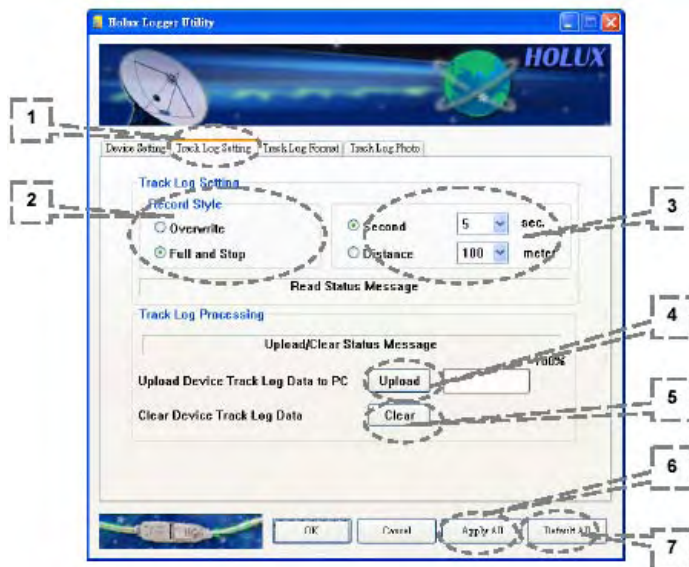 Holux Logger Utility
HOLUX
1
Device Setting Track Log Setting Track Log Format Track Log Photo
Track Log Setting
2
Record Style
3
Overwrite
Second 5 sec.
Full and Stop
Distance 100 meter
Read Status Message
Track Log Processing
4
Upload/Clear Status Message
100%
Upload Device Track Log Data to PC Upload
5
Clear Device Track Log Data Clear
6
OK Cancel Apply All Default All
7